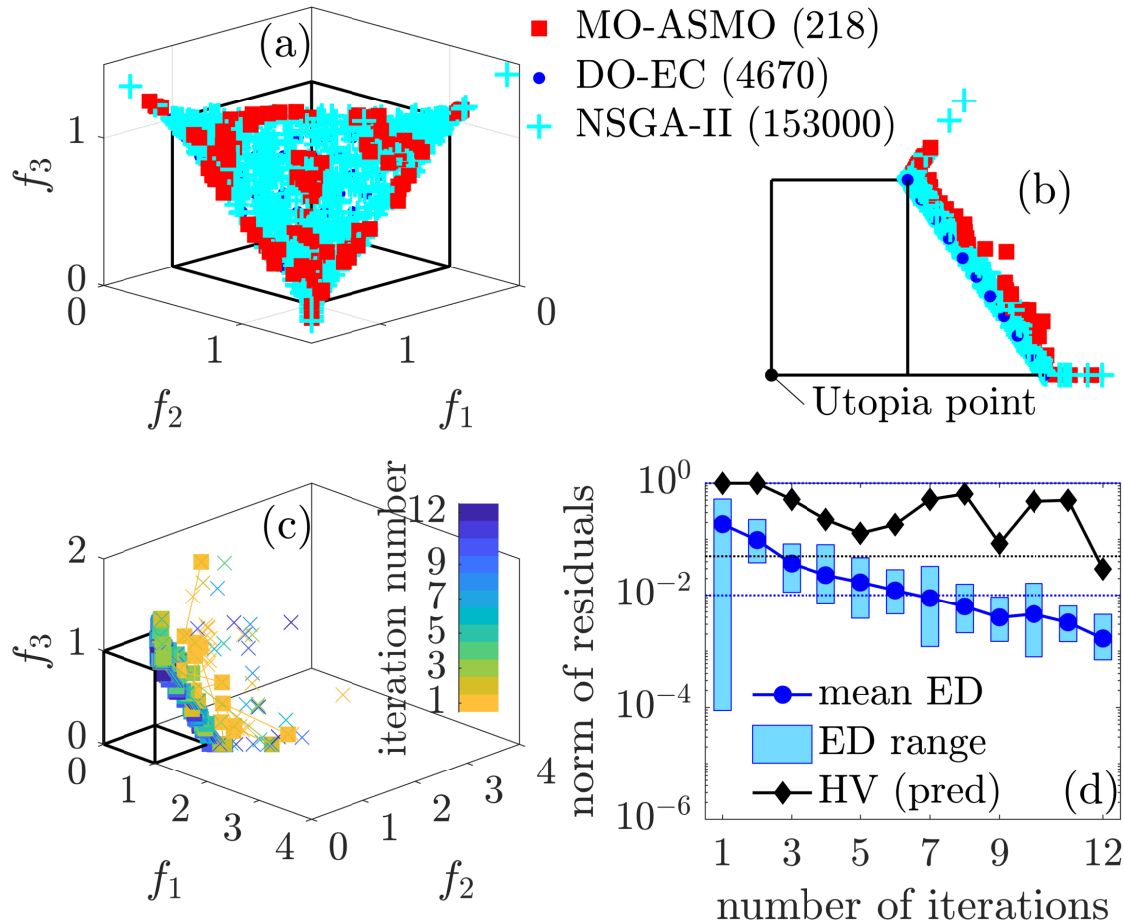 (a)
MO-ASMO (218)
DO-EC (4670)
NSGA-II (153000)
1
f₃
0
0
1
1
0
f₂
f₁
(b)
Utopia point
(c)
2
f₃
1
0
0
1
2
3
4
f₁
0
1
2
3
4
f₂
iteration number
12
9
7
5
3
1
norm of residuals
10⁰
10⁻²
10⁻⁴
10⁻⁶
mean ED
ED range
HV (pred)
(d)
1
3
5
7
9
12
number of iterations